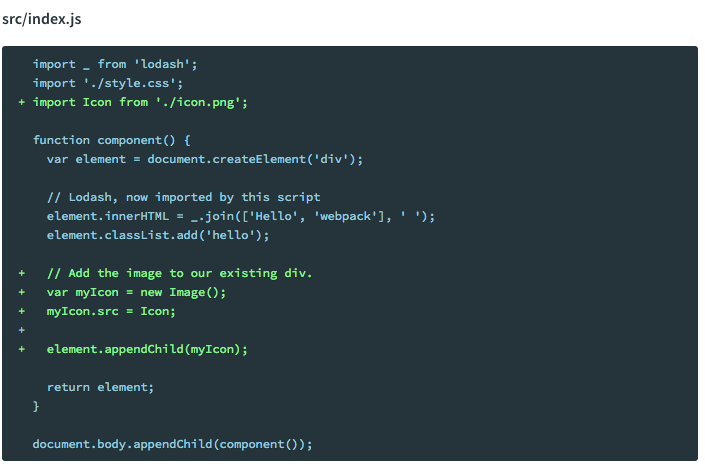 src/index.js
  import _ from 'lodash';
  import './style.css';
+ import Icon from './icon.png';

  function component() {
    var element = document.createElement('div');

    // Lodash, now imported by this script
    element.innerHTML = _.join(['Hello', 'webpack'], ' ');
    element.classList.add('hello');

+   // Add the image to our existing div.
+   var myIcon = new Image();
+   myIcon.src = Icon;
+
+   element.appendChild(myIcon);

    return element;
  }

  document.body.appendChild(component());